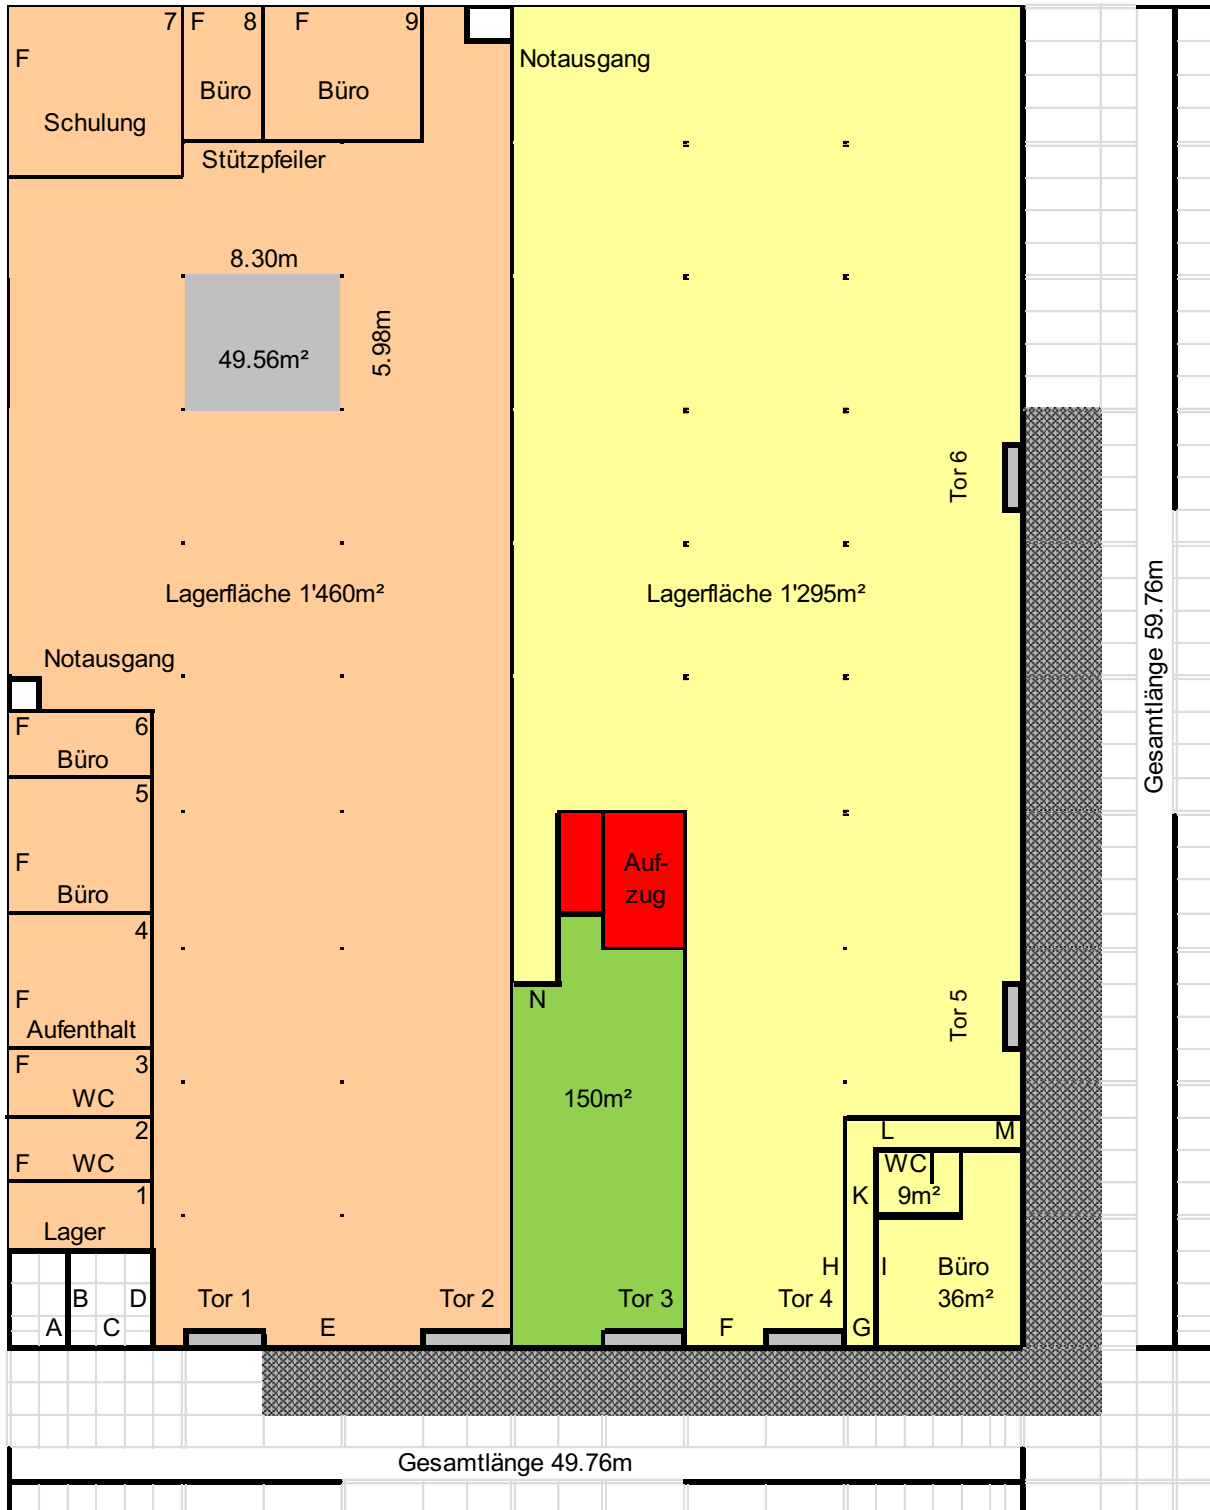 7 F 8 F 9
F
Notausgang
Büro Büro
Schulung
Stützpfeiler
8.30m
5.98m
49.56m²
Tor 6
Lagerfläche 1'460m² Lagerfläche 1'295m²
Gesamtlänge 59.76m
Notausgang
F 6
Büro
5
F
Büro
Auf-
zug
4
F
Aufenthalt
N
Tor 5
F 3
WC
150m²
2
F WC
L M
WC
9m²
K
1
Lager
H I Büro
36m²
B D
A C
Tor 1 E Tor 2 Tor 3 F Tor 4 G
Gesamtlänge 49.76m